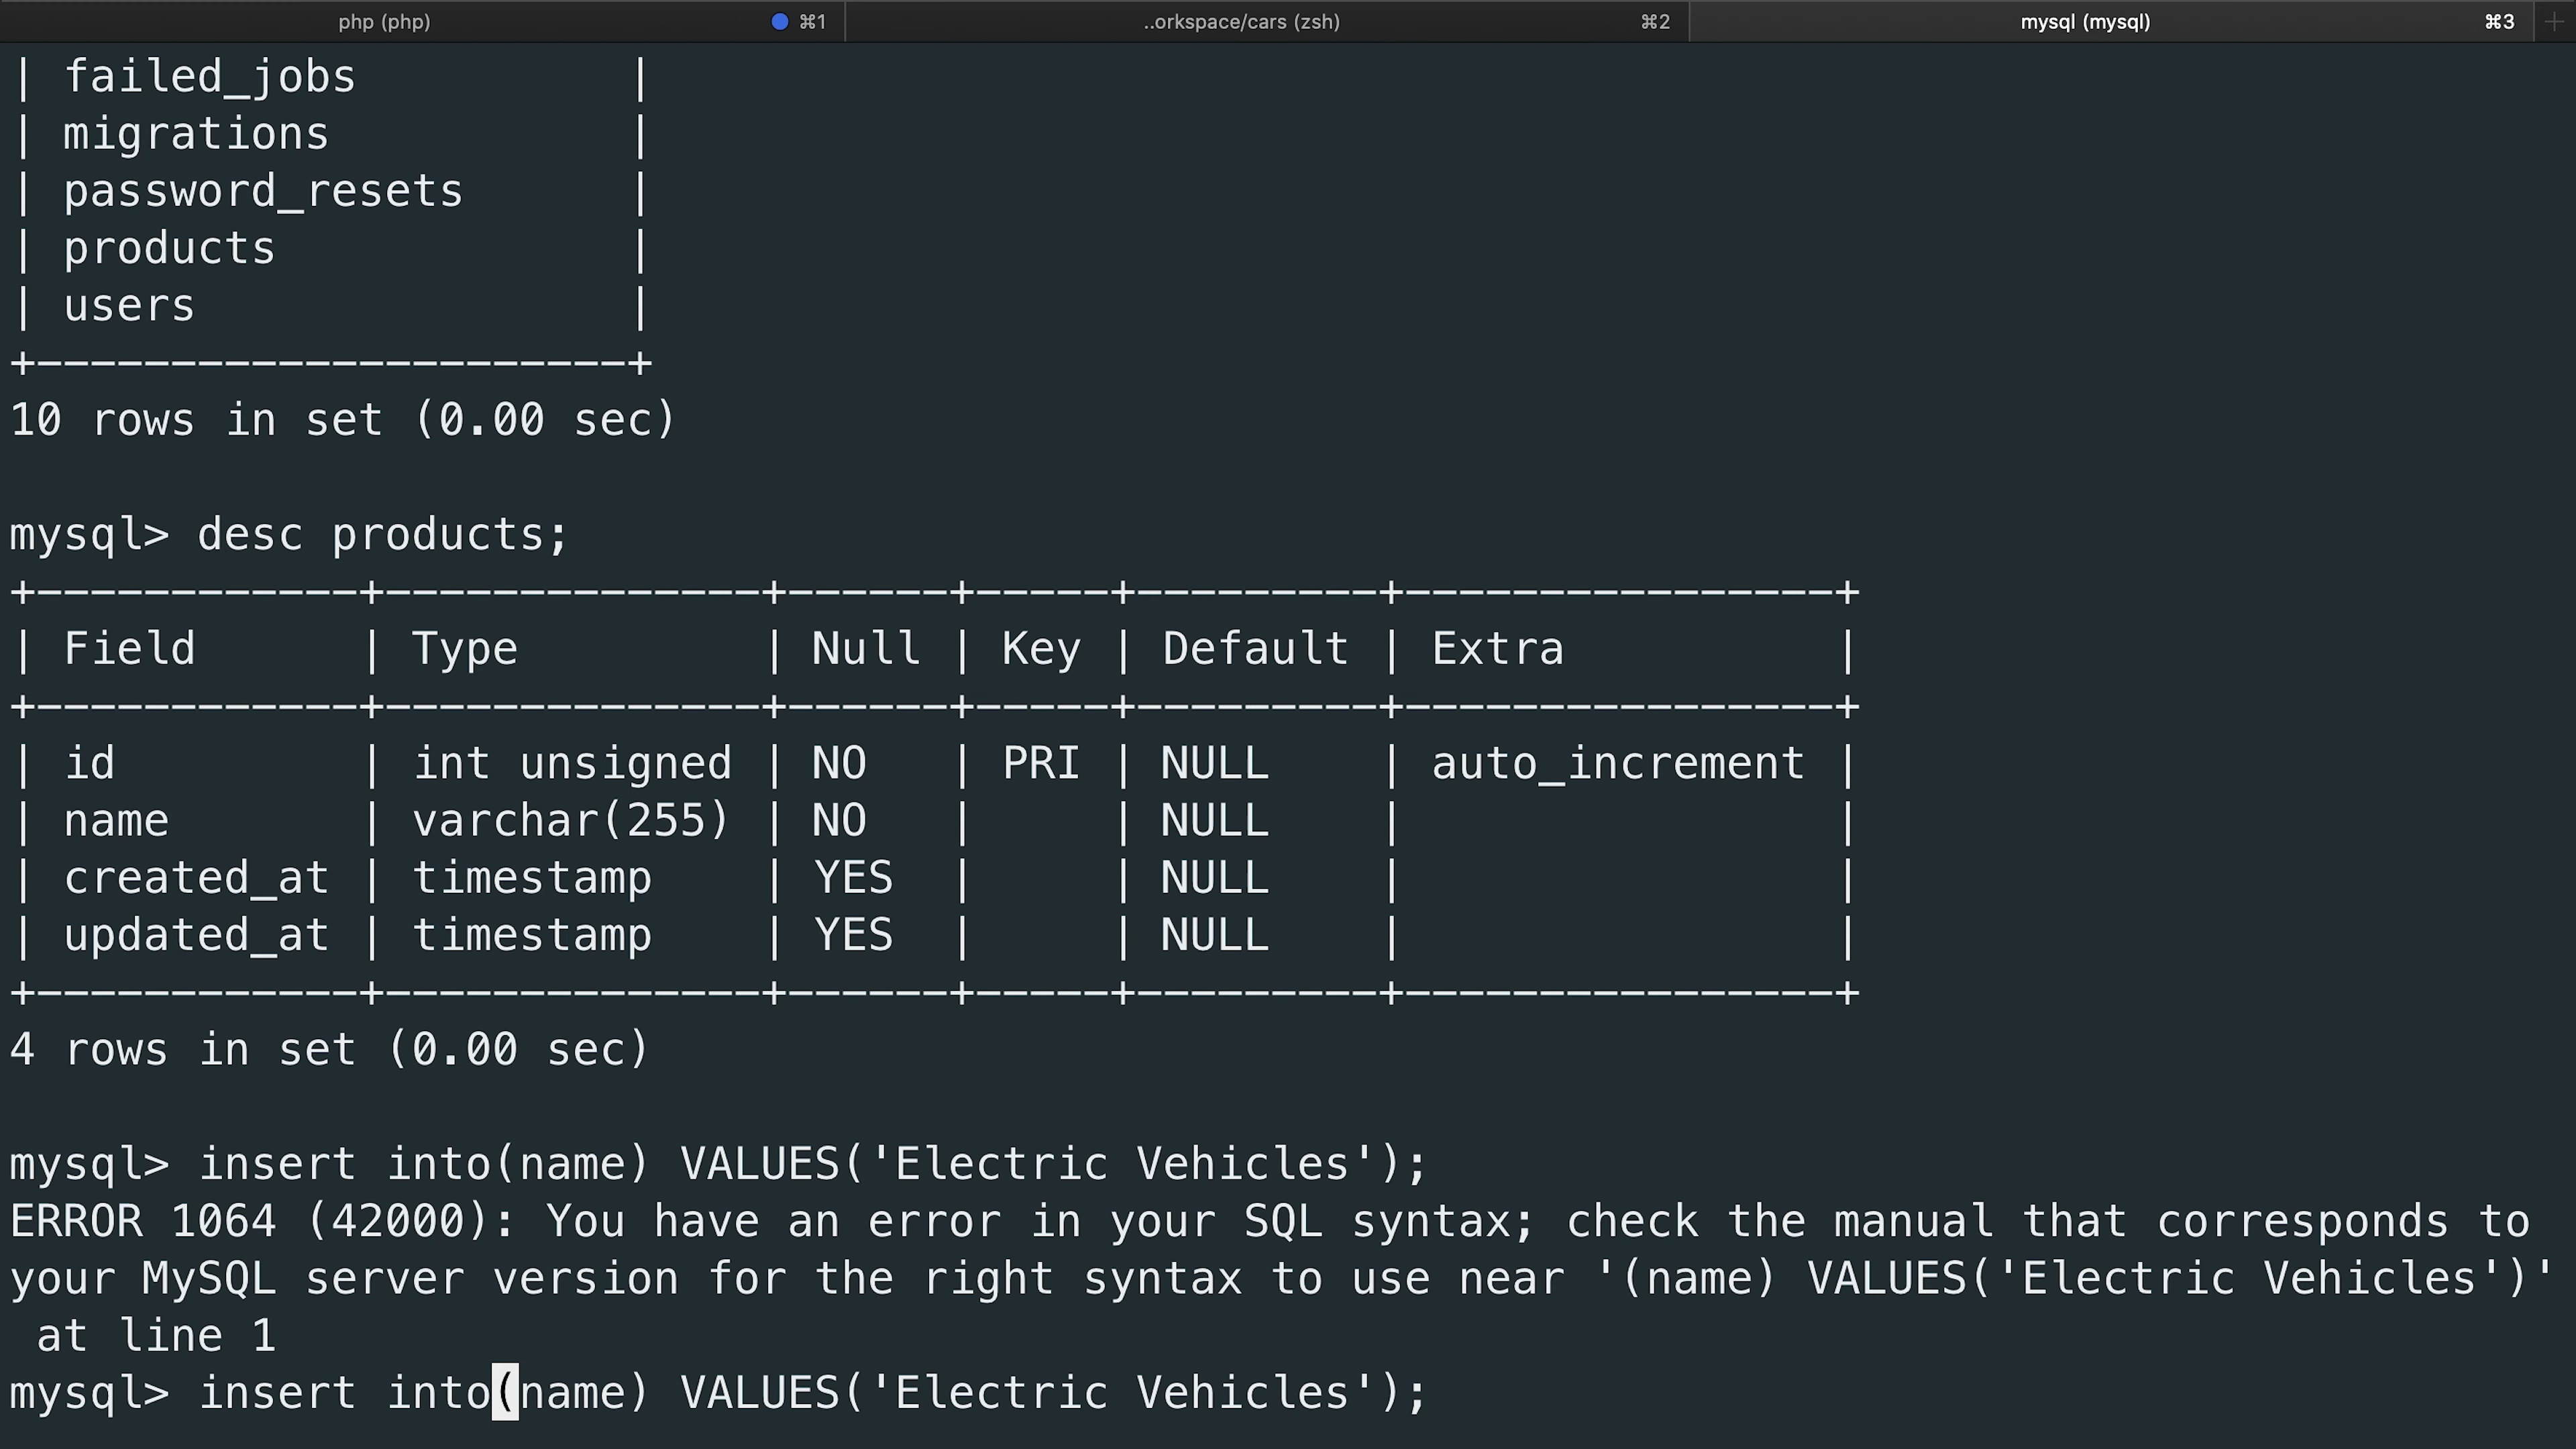 php (php) ⌘1 ..orkspace/cars (zsh) ⌘2 mysql (mysql) ⌘3 +
| failed_jobs          |
| migrations           |
| password_resets      |
| products             |
| users                |
+----------------------+
10 rows in set (0.00 sec)
mysql> desc products;
+------------+--------------+------+-----+---------+----------------+
| Field      | Type         | Null | Key | Default | Extra          |
+------------+--------------+------+-----+---------+----------------+
| id         | int unsigned | NO   | PRI | NULL    | auto_increment |
| name       | varchar(255) | NO   |     | NULL    |                |
| created_at | timestamp    | YES  |     | NULL    |                |
| updated_at | timestamp    | YES  |     | NULL    |                |
+------------+--------------+------+-----+---------+----------------+
4 rows in set (0.00 sec)
mysql> insert into(name) VALUES('Electric Vehicles');
ERROR 1064 (42000): You have an error in your SQL syntax; check the manual that corresponds to
your MySQL server version for the right syntax to use near '(name) VALUES('Electric Vehicles')'
 at line 1
mysql> insert into(name) VALUES('Electric Vehicles');